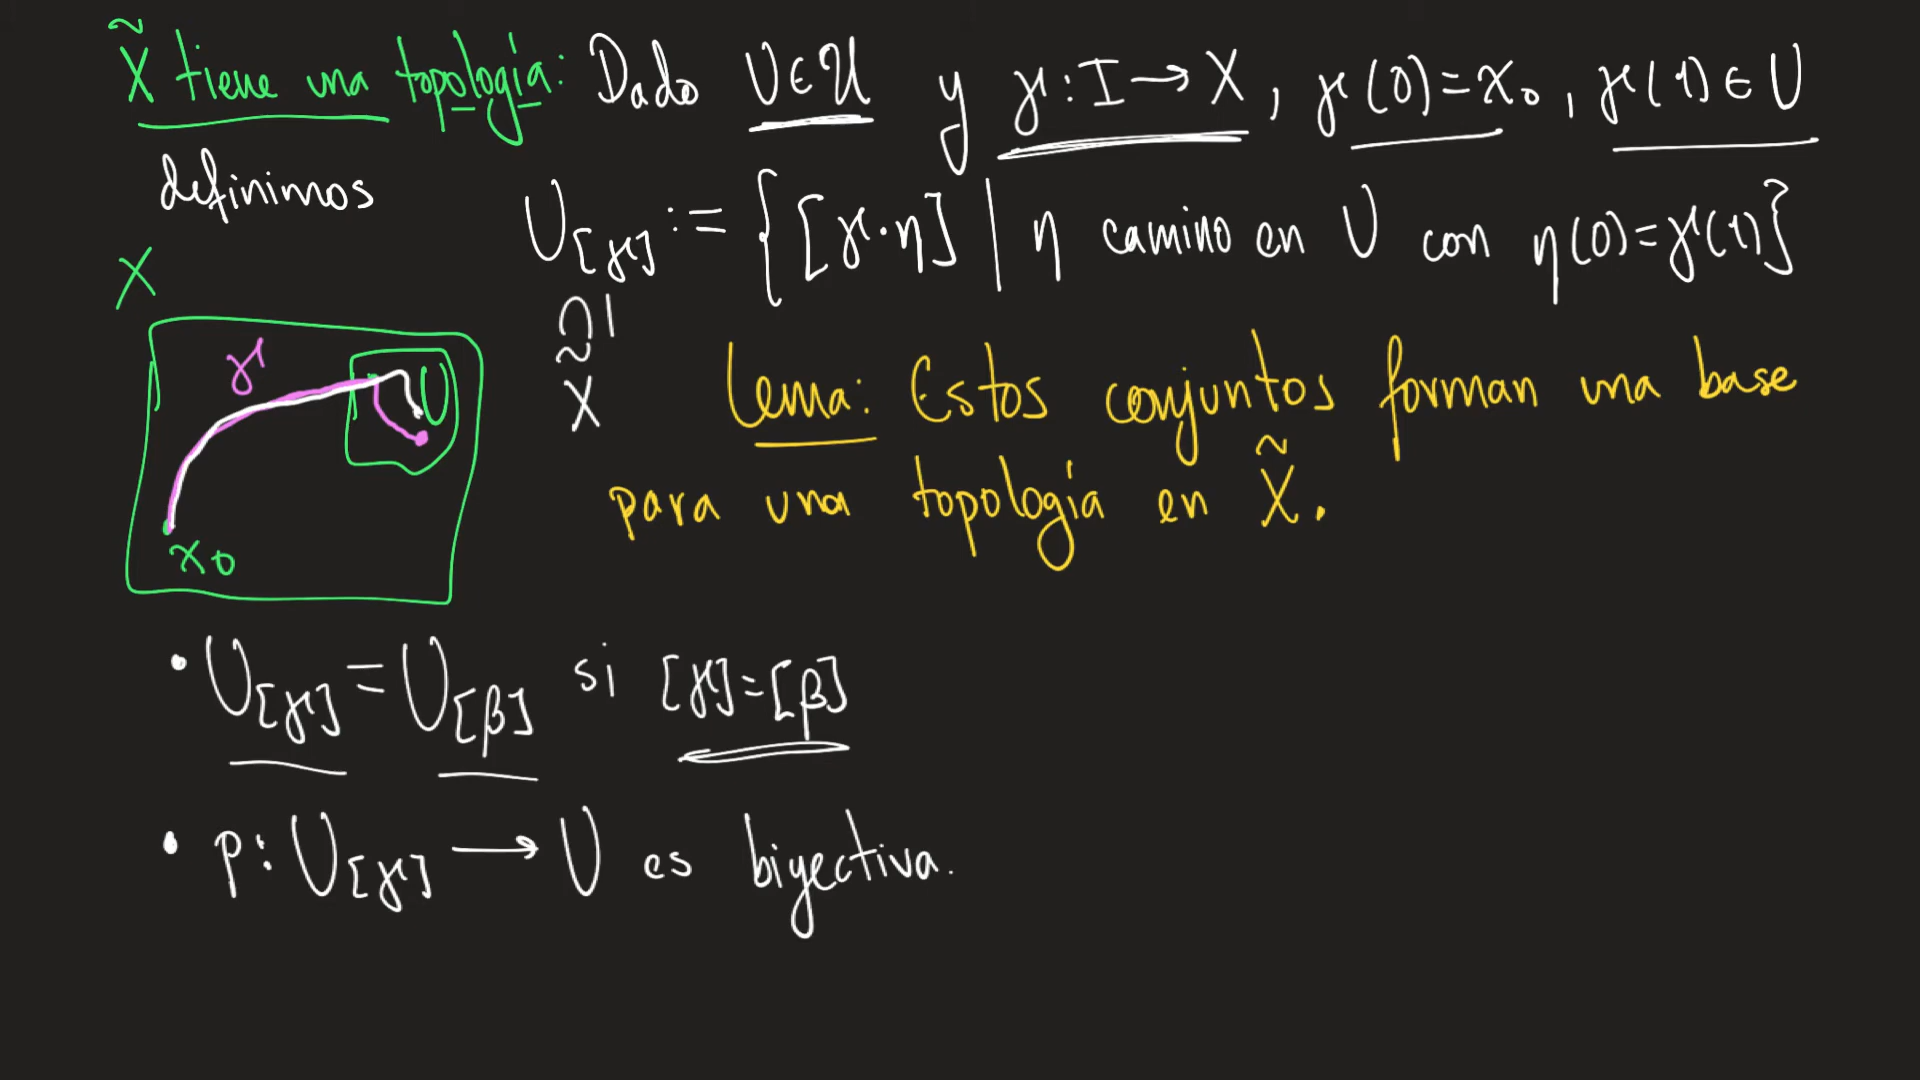 X̃ tiene una topología: Dado U∈𝒰 y γ: I → X, γ(0)=x₀, γ(1)∈U
definimos U_[γ] := {[γ·η] | η camino en U con η(0)=γ(1)}
⊆
X̃
X
γ
U
x₀
Lema: Estos conjuntos forman una base
para una topología en X̃.
• U_[γ] = U_[β] si [γ]=[β]
• p: U_[γ] → U es biyectiva.